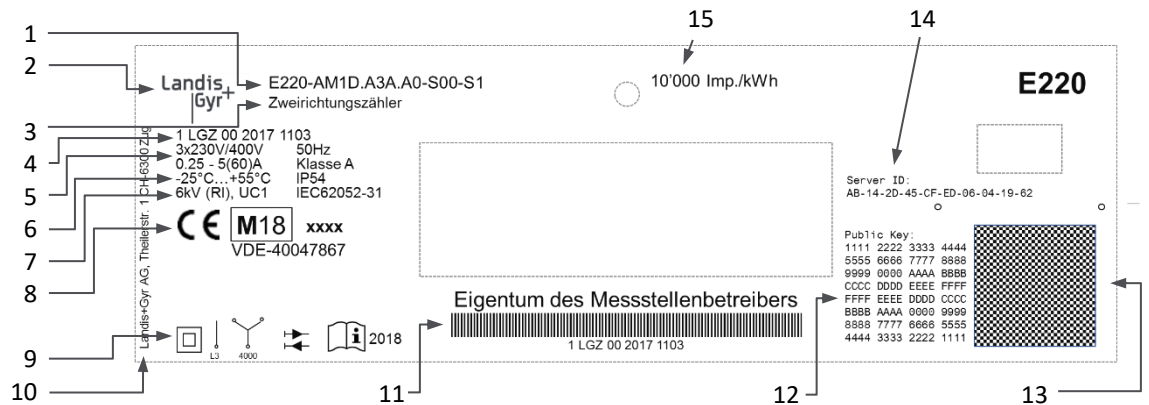 1
2
3
4
5
6
7
8
9
10
11
12
13
14
15
Landis
Gyr+
E220-AM1D.A3A.A0-S00-S1
Zweirichtungszähler
10'000 Imp./kWh
E220
1 LGZ 00 2017 1103
3x230V/400V 50Hz
0.25 - 5(60)A Klasse A
-25°C...+55°C IP54
6kV (RI), UC1 IEC62052-31
CE M18 xxxx
VDE-40047867
Landis+Gyr AG, Theilerstr. 1 CH-6300 Zug
L3
4000
i 2018
Eigentum des Messstellenbetreibers
1 LGZ 00 2017 1103
Server ID:
AB-14-2D-45-CF-ED-06-04-19-62
Public Key:
1111 2222 3333 4444
5555 6666 7777 8888
9999 0000 AAAA BBBB
CCCC DDDD EEEE FFFF
FFFF EEEE DDDD CCCC
BBBB AAAA 0000 9999
8888 7777 6666 5555
4444 3333 2222 1111